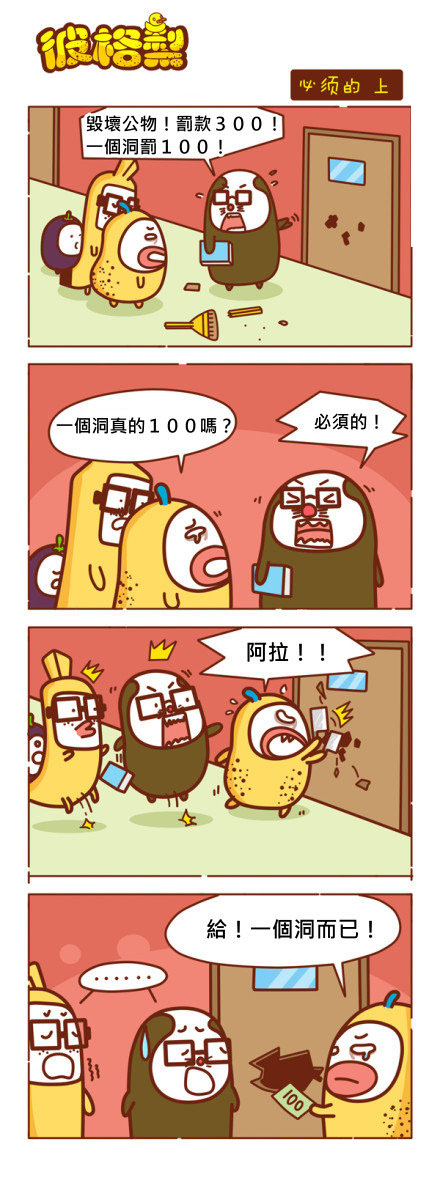 彼格梨
必须的 上
毀壞公物！罰款３００！
一個洞罰１００！
一個洞真的１００嗎？
必須的！
阿拉！！
......
給！一個洞而已！
100